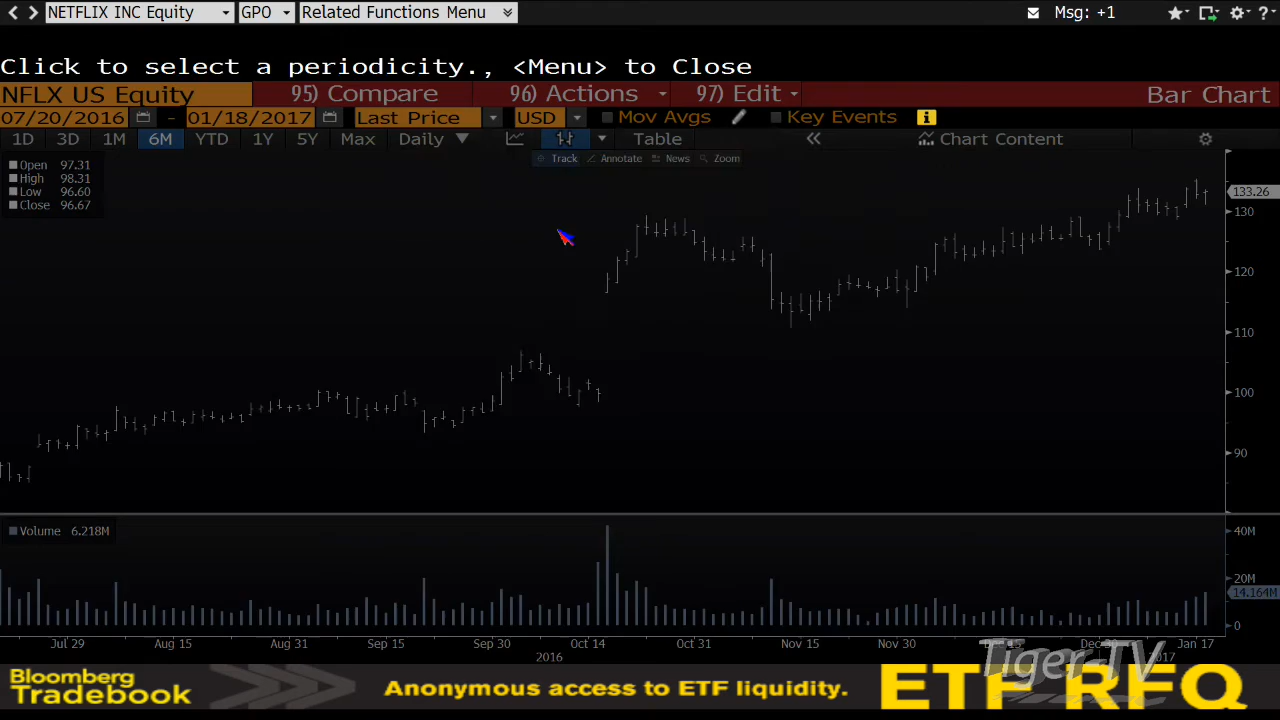 NETFLIX INC Equity GPO Related Functions Menu Msg: +1 ?
Click to select a periodicity., <Menu> to Close
NFLX US Equity 95) Compare 96) Actions 97) Edit Bar Chart
07/20/2016 - 01/18/2017 Last Price USD Mov Avgs Key Events i
1D 3D 1M 6M YTD 1Y 5Y Max Daily Table Chart Content
Track Annotate News Zoom
Open 97.31
High 98.31
Low 96.60
Close 96.67
133.26
130
120
110
100
90
Volume 6.218M
40M
20M
14.164M
0
Jul 29 Aug 15 Aug 31 Sep 15 Sep 30 Oct 14 Oct 31 Nov 15 Nov 30 Jan 17
2016 2017
TigerTV
Bloomberg
Tradebook
Anonymous access to ETF liquidity.
ETF RFQ